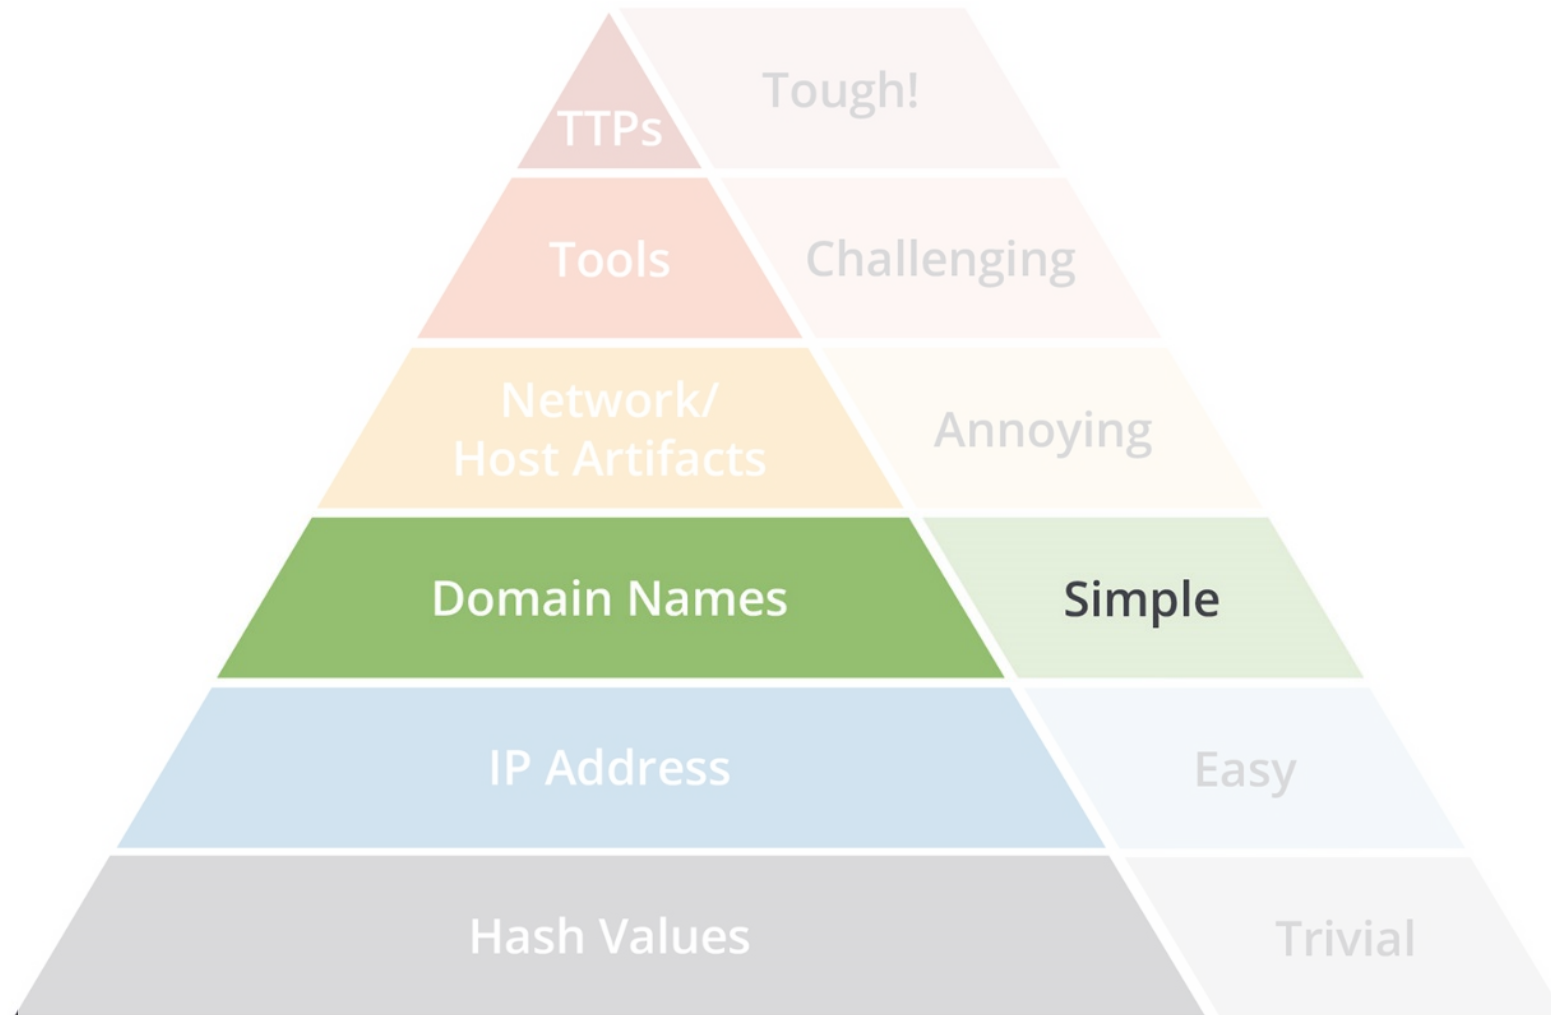 TTPs
Tough!
Tools
Challenging
Network/
Host Artifacts
Annoying
Domain Names
Simple
IP Address
Easy
Hash Values
Trivial